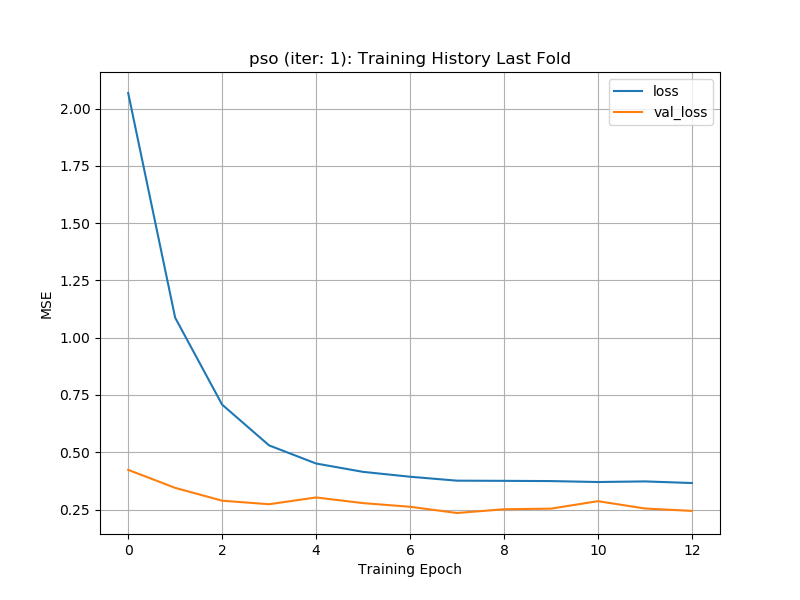 pso (iter: 1): Training History Last Fold
loss
val_loss
2.00
1.75
1.50
1.25
1.00
0.75
0.50
0.25
MSE
0 2 4 6 8 10 12
Training Epoch